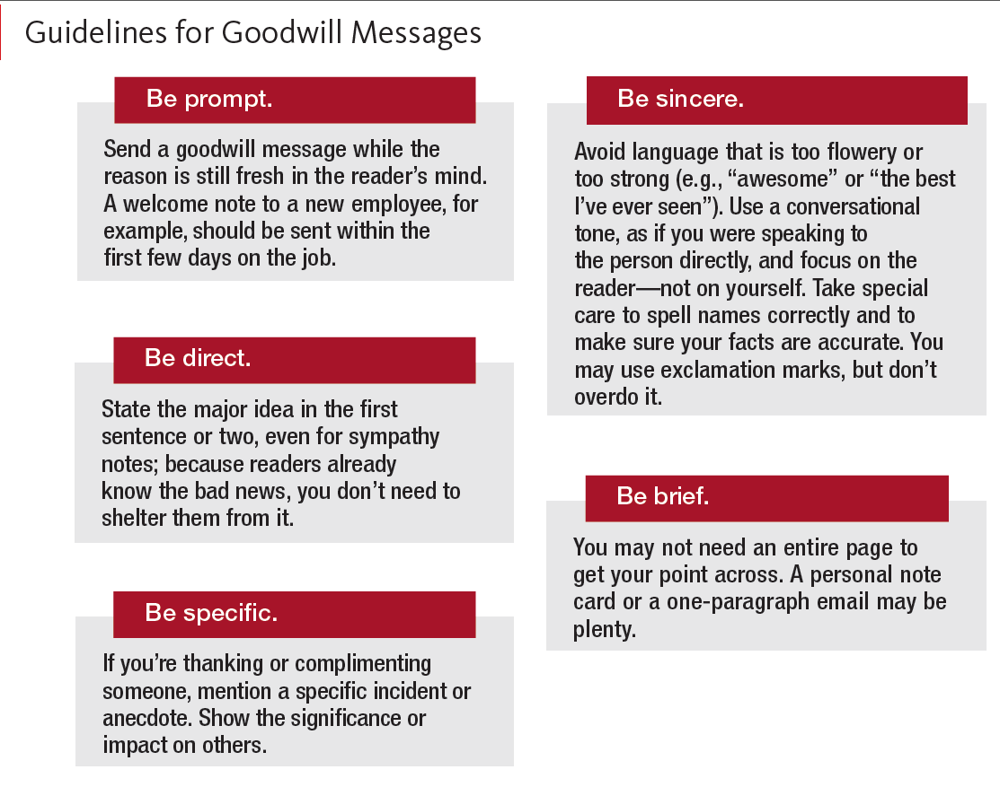 Guidelines for Goodwill Messages
Be prompt.
Send a goodwill message while the
reason is still fresh in the reader’s mind.
A welcome note to a new employee, for
example, should be sent within the
first few days on the job.
Be direct.
State the major idea in the first
sentence or two, even for sympathy
notes; because readers already
know the bad news, you don’t need to
shelter them from it.
Be specific.
If you’re thanking or complimenting
someone, mention a specific incident or
anecdote. Show the significance or
impact on others.
Be sincere.
Avoid language that is too flowery or
too strong (e.g., “awesome” or “the best
I’ve ever seen”). Use a conversational
tone, as if you were speaking to
the person directly, and focus on the
reader—not on yourself. Take special
care to spell names correctly and to
make sure your facts are accurate. You
may use exclamation marks, but don’t
overdo it.
Be brief.
You may not need an entire page to
get your point across. A personal note
card or a one-paragraph email may be
plenty.